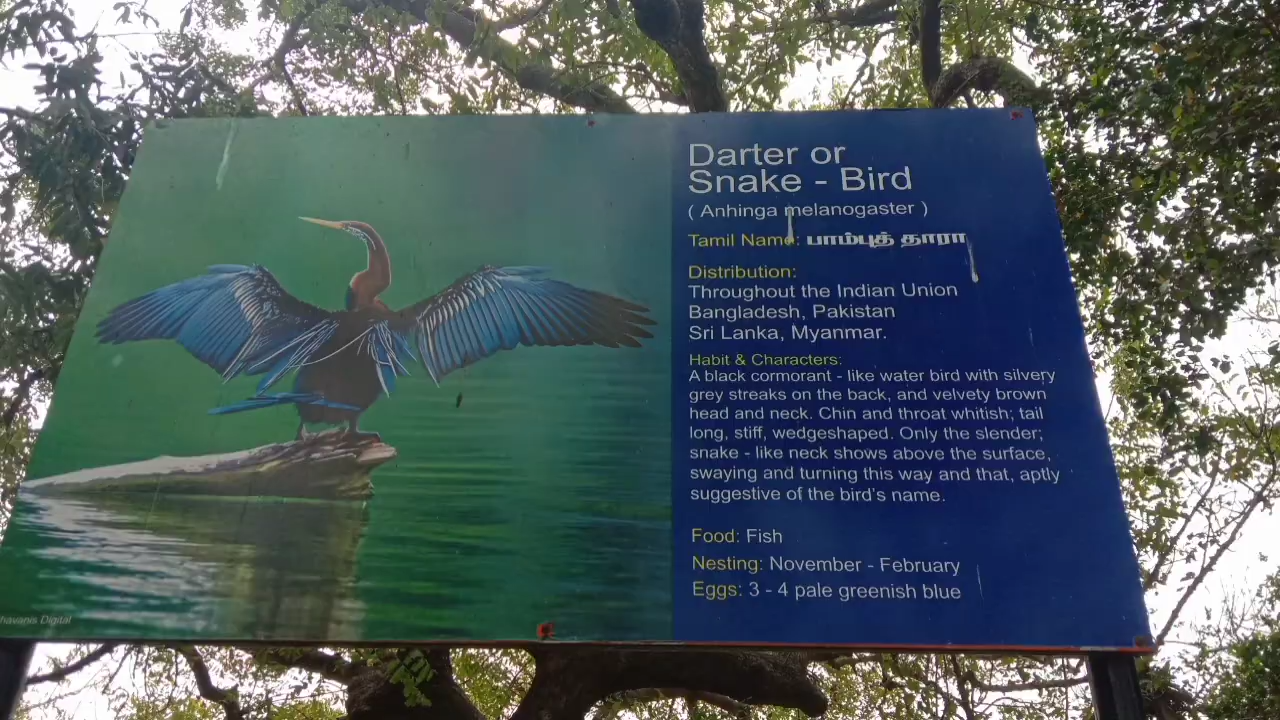 Darter or
Snake - Bird
( Anhinga melanogaster )
Tamil Name: பாம்புத் தாரா
Distribution:
Throughout the Indian Union
Bangladesh, Pakistan
Sri Lanka, Myanmar.
Habit & Characters:
A black cormorant - like water bird with silvery
grey streaks on the back, and velvety brown
head and neck. Chin and throat whitish; tail
long, stiff, wedgeshaped. Only the slender;
snake - like neck shows above the surface,
swaying and turning this way and that, aptly
suggestive of the bird's name.
Food: Fish
Nesting: November - February
Eggs: 3 - 4 pale greenish blue
Digital